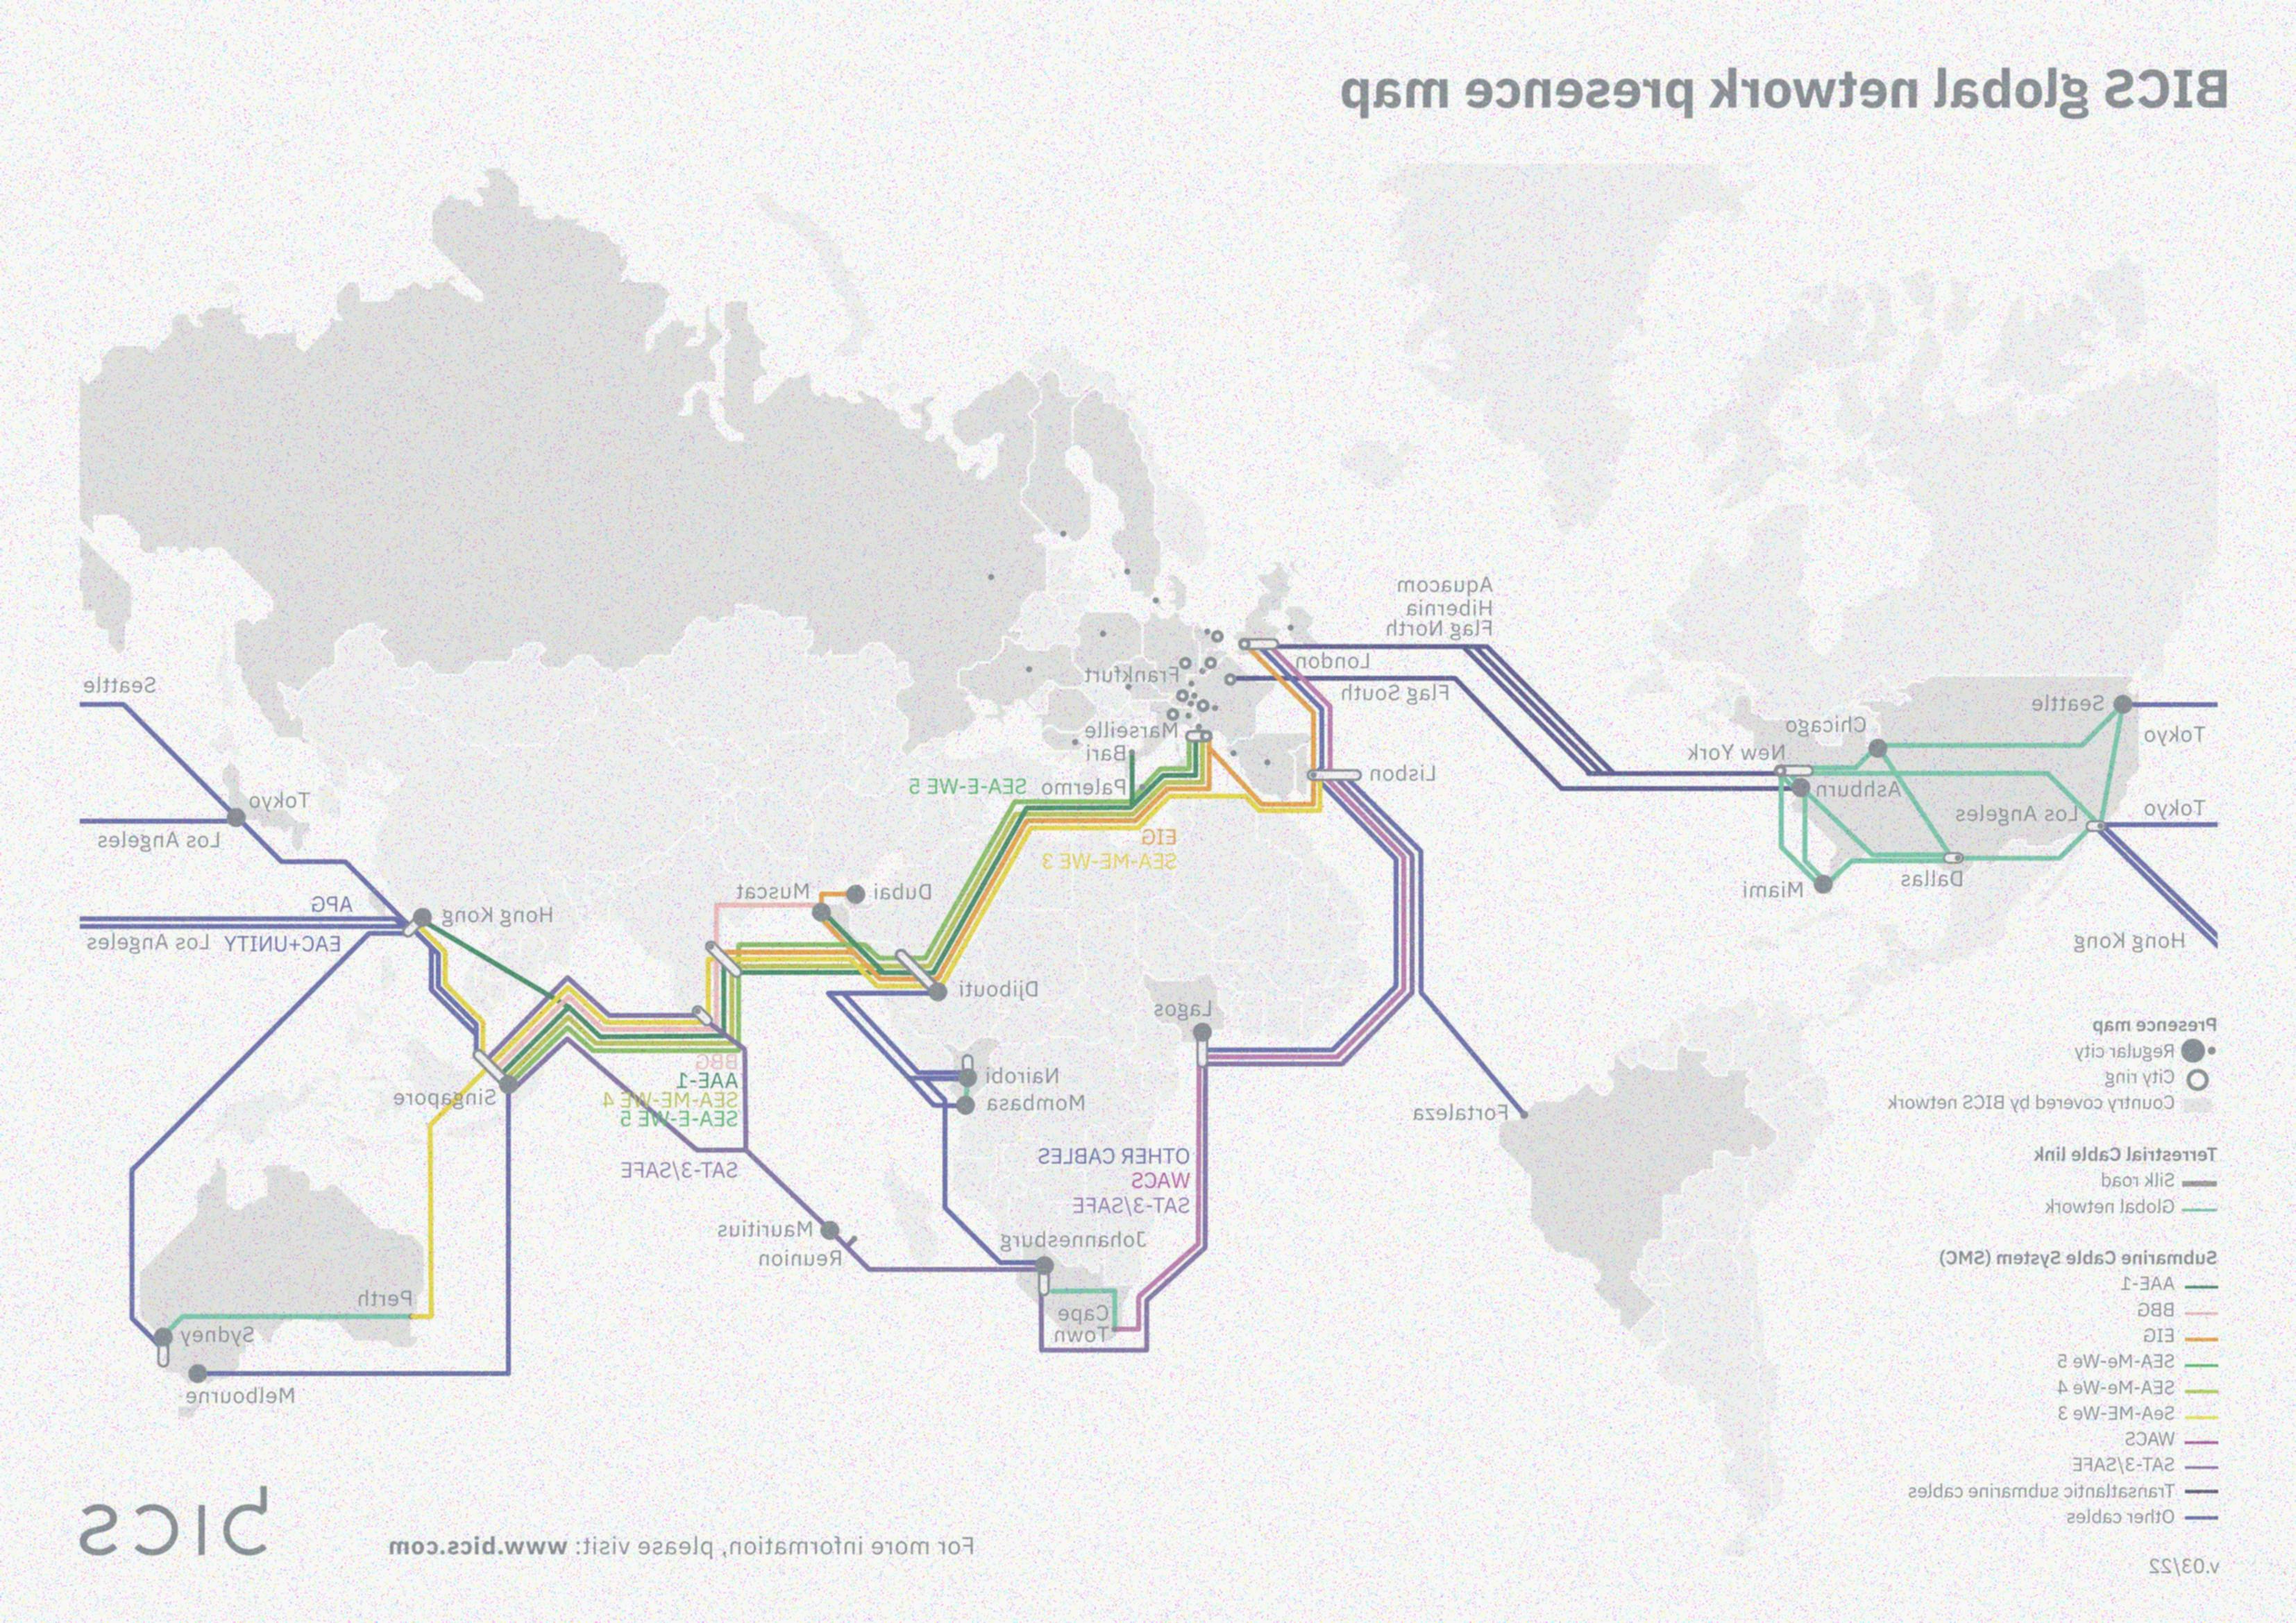 BICS global network presence map
Aquacom
Hibernia
Flag North
London
Flag South
Frankfurt
Marseille
Bari
Palermo
SEA-E-WE 5
EIG
SEA-ME-WE 3
Lisbon
Seattle
Tokyo
Chicago
New York
Ashburn
Los Angeles
Tokyo
Dallas
Miami
Hong Kong
Seattle
Tokyo
Los Angeles
APG
Hong Kong
EAC+UNITY
Los Angeles
Muscat
Dubai
Djibouti
Lagos
Nairobi
Mombasa
Fortaleza
Singapore
BBG
AAE-1
SEA-ME-WE 4
SEA-E-WE 5
SAT-3/SAFE
OTHER CABLES
WACS
SAT-3/SAFE
Mauritius
Reunion
Johannesburg
Cape
Town
Perth
Sydney
Melbourne
Presence map
Regular city
City ring
Country covered by BICS network
Terrestrial Cable link
Silk road
Global network
Submarine Cable System (SMC)
AAE-1
BBG
EIG
SEA-Me-We 5
SEA-Me-We 4
SeA-ME-We 3
WACS
SAT-3/SAFE
Transatlantic submarine cables
Other cables
v.03/22
For more information, please visit: www.bics.com
bics